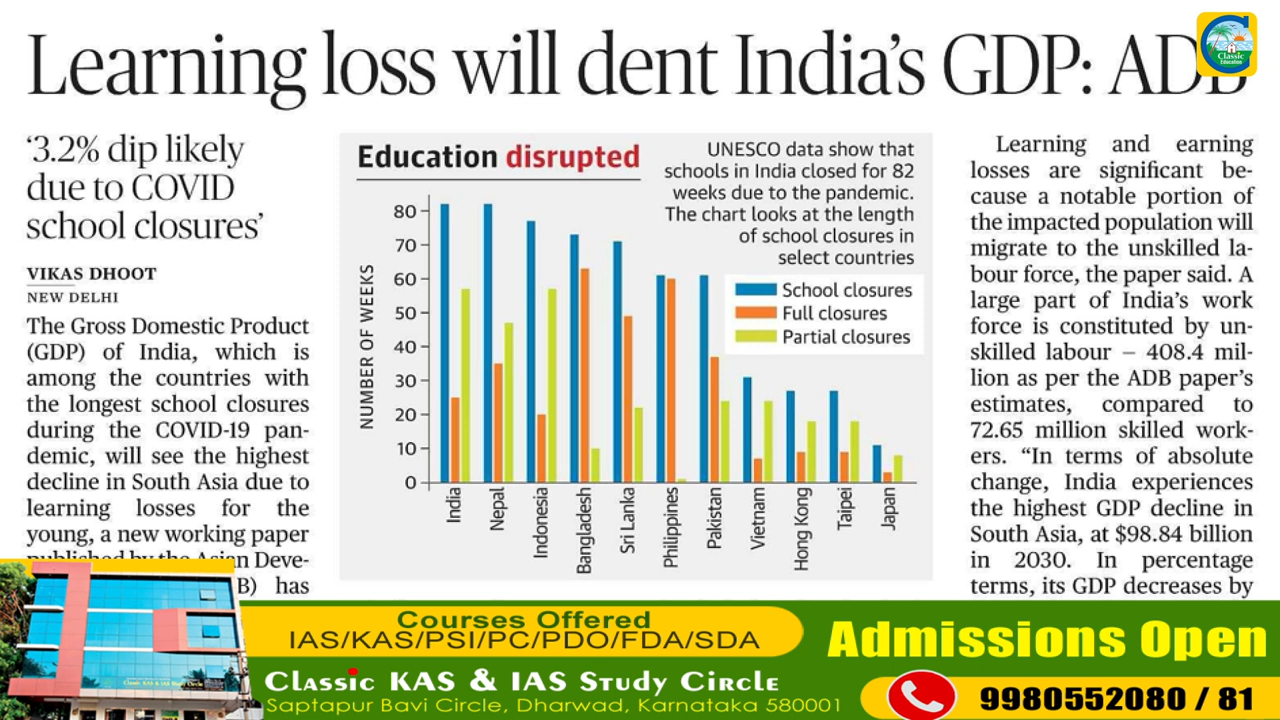 Learning loss will dent India's GDP: ADB
Classic
Education
'3.2% dip likely
due to COVID
school closures'
VIKAS DHOOT
NEW DELHI
The Gross Domestic Product
(GDP) of India, which is
among the countries with
the longest school closures
during the COVID-19 pan-
demic, will see the highest
decline in South Asia due to
learning losses for the
young, a new working paper
published by the Asian Deve-
B) has
Education disrupted
UNESCO data show that
schools in India closed for 82
weeks due to the pandemic.
The chart looks at the length
of school closures in
select countries
School closures
Full closures
Partial closures
NUMBER OF WEEKS
80
70
60
50
40
30
20
10
0
India
Nepal
Indonesia
Bangladesh
Sri Lanka
Philippines
Pakistan
Vietnam
Hong Kong
Taipei
Japan
Learning and earning
losses are significant be-
cause a notable portion of
the impacted population will
migrate to the unskilled la-
bour force, the paper said. A
large part of India's work
force is constituted by un-
skilled labour – 408.4 mil-
lion as per the ADB paper's
estimates, compared to
72.65 million skilled work-
ers. “In terms of absolute
change, India experiences
the highest GDP decline in
South Asia, at $98.84 billion
in 2030. In percentage
terms, its GDP decreases by
Courses Offered
IAS/KAS/PSI/PC/PDO/FDA/SDA
Classic KAS & IAS Study Circle
Saptapur Bavi Circle, Dharwad, Karnataka 580001
Admissions Open
9980552080 / 81